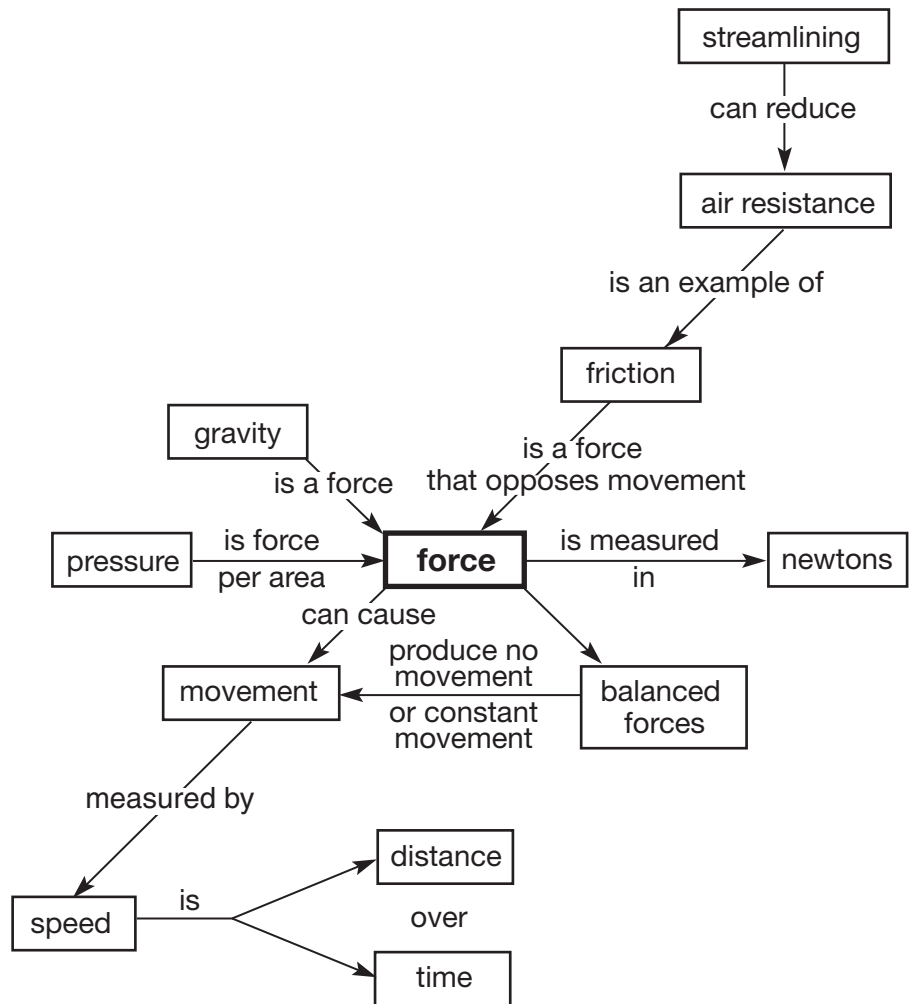 streamlining
can reduce
air resistance
is an example of
friction
gravity
is a force
that opposes movement
is a force
pressure
is force
per area
force
is measured
in
newtons
can cause
movement
produce no
movement
or constant
movement
balanced
forces
measured by
speed
is
distance
over
time